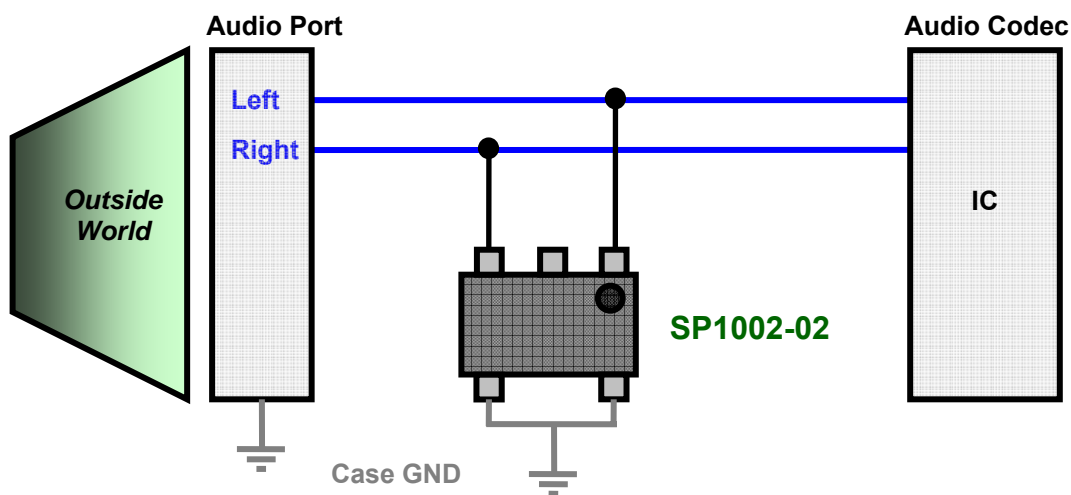 Audio Port
Audio Codec
Left
Right
Outside
World
IC
SP1002-02
Case GND